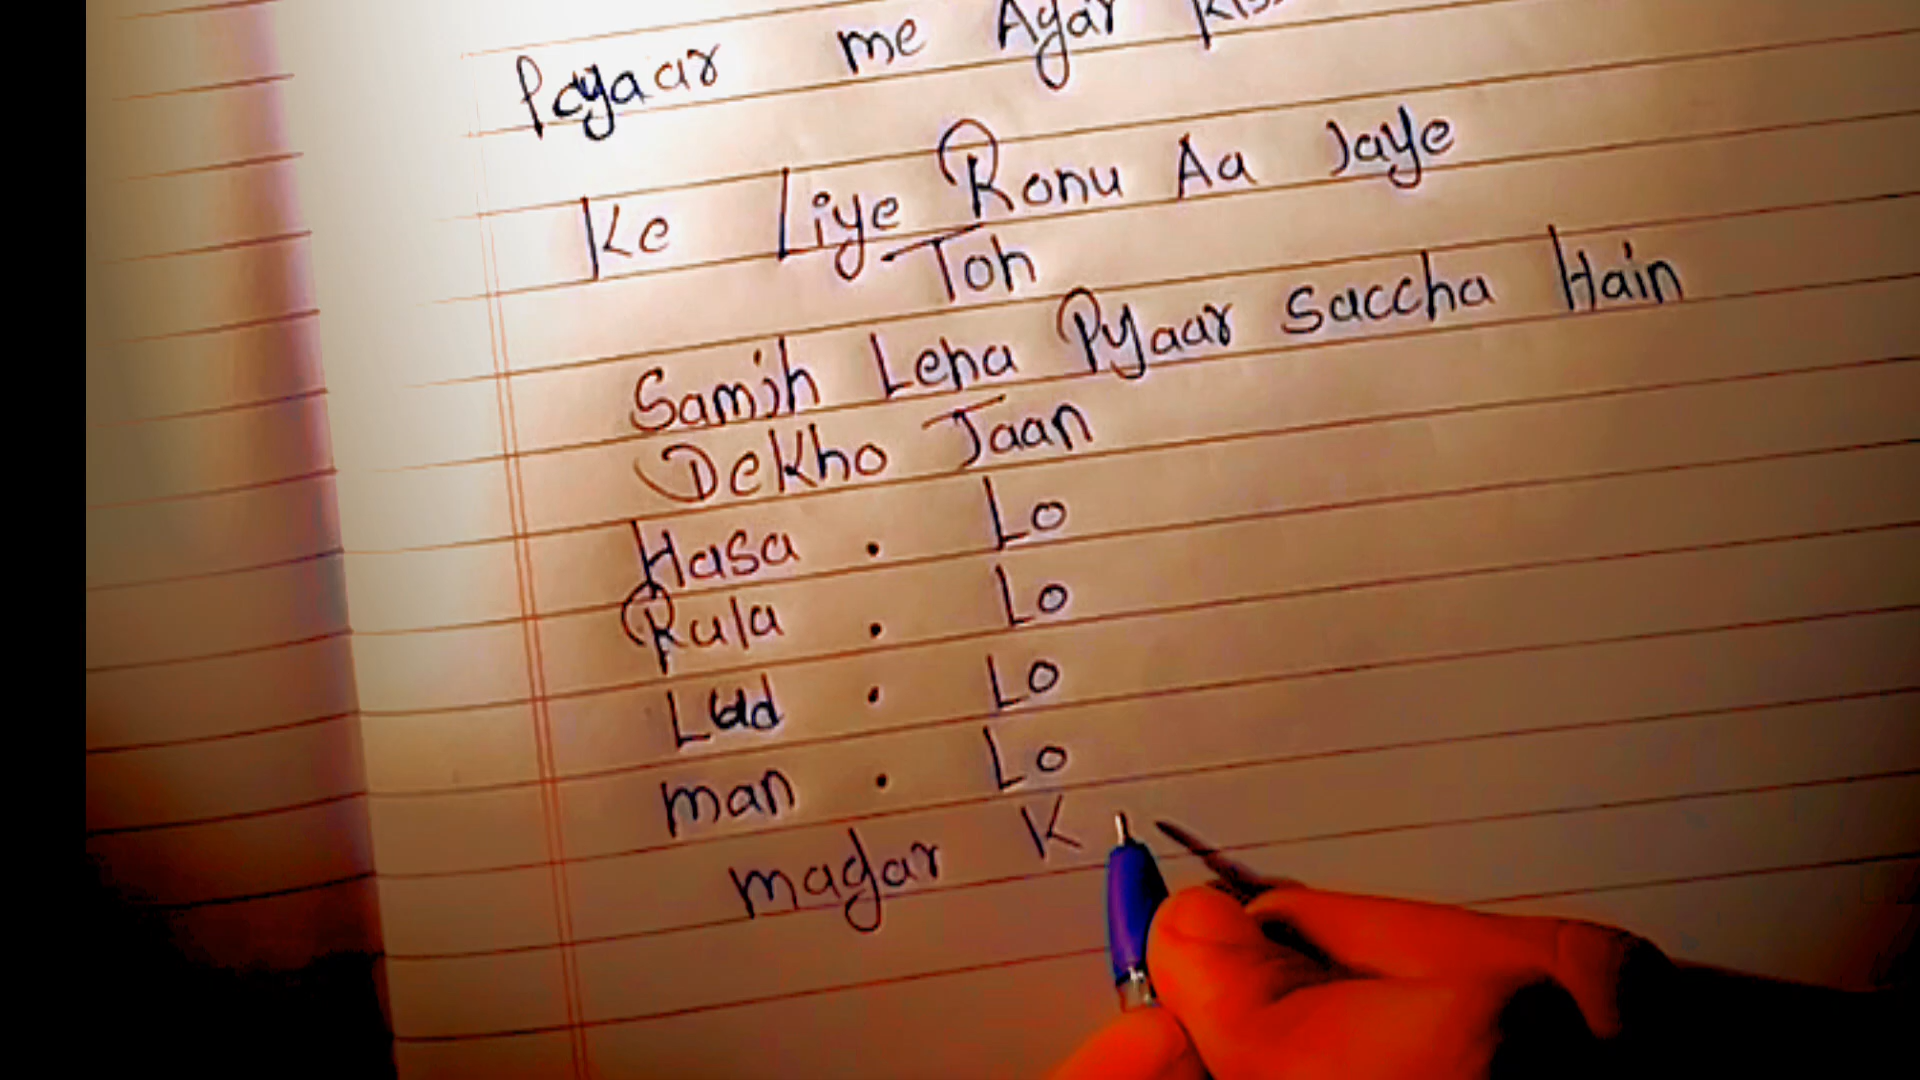 Payaar me Agar
Ke Liye Ronu Aa Jaye
Toh
Samjh Lena Pyaar Saccha Hain
Dekho Jaan
Hasa . Lo
Rula . Lo
Lad . Lo
man . Lo
magar K